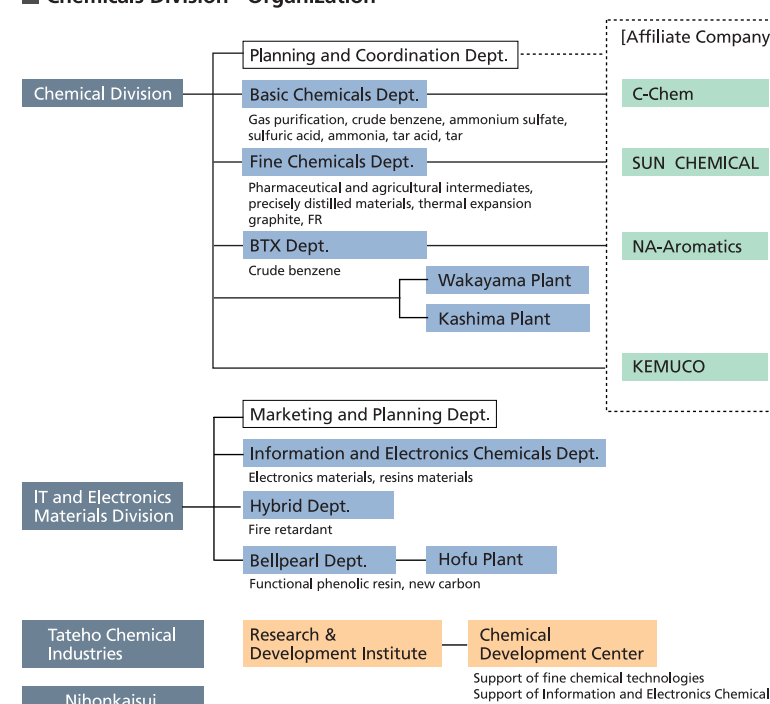 Chemicals Division Organization
Planning and Coordination Dept.
[Affiliate Company
Chemical Division
Basic Chemicals Dept.
C-Chem
Gas purification, crude benzene, ammonium sulfate,
sulfuric acid, ammonia, tar acid, tar
Fine Chemicals Dept.
SUN CHEMICAL
Pharmaceutical and agricultural intermediates,
precisely distilled materials, thermal expansion
graphite, FR
BTX Dept.
NA-Aromatics
Crude benzene
Wakayama Plant
Kashima Plant
KEMUCO
Marketing and Planning Dept.
Information and Electronics Chemicals Dept.
Electronics materials, resins materials
IT and Electronics
Materials Division
Hybrid Dept.
Fire retardant
Bellpearl Dept.
Hofu Plant
Functional phenolic resin, new carbon
Tateho Chemical
Industries
Research &
Development Institute
Chemical
Development Center
Support of fine chemical technologies
Support of Information and Electronics Chemical
Nihonkaisui